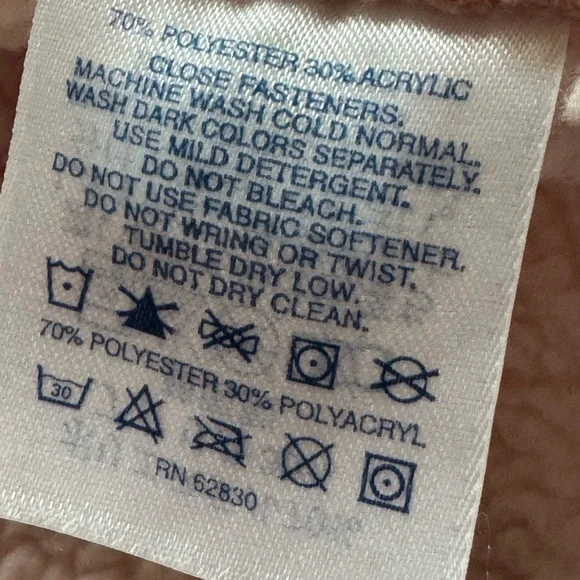 70% POLYESTER 30% ACRYLIC
CLOSE FASTENERS.
MACHINE WASH COLD NORMAL.
WASH DARK COLORS SEPARATELY.
USE MILD DETERGENT.
DO NOT BLEACH.
DO NOT USE FABRIC SOFTENER.
DO NOT WRING OR TWIST.
TUMBLE DRY LOW.
DO NOT DRY CLEAN.
70% POLYESTER 30% POLYACRYL
30
RN 62830